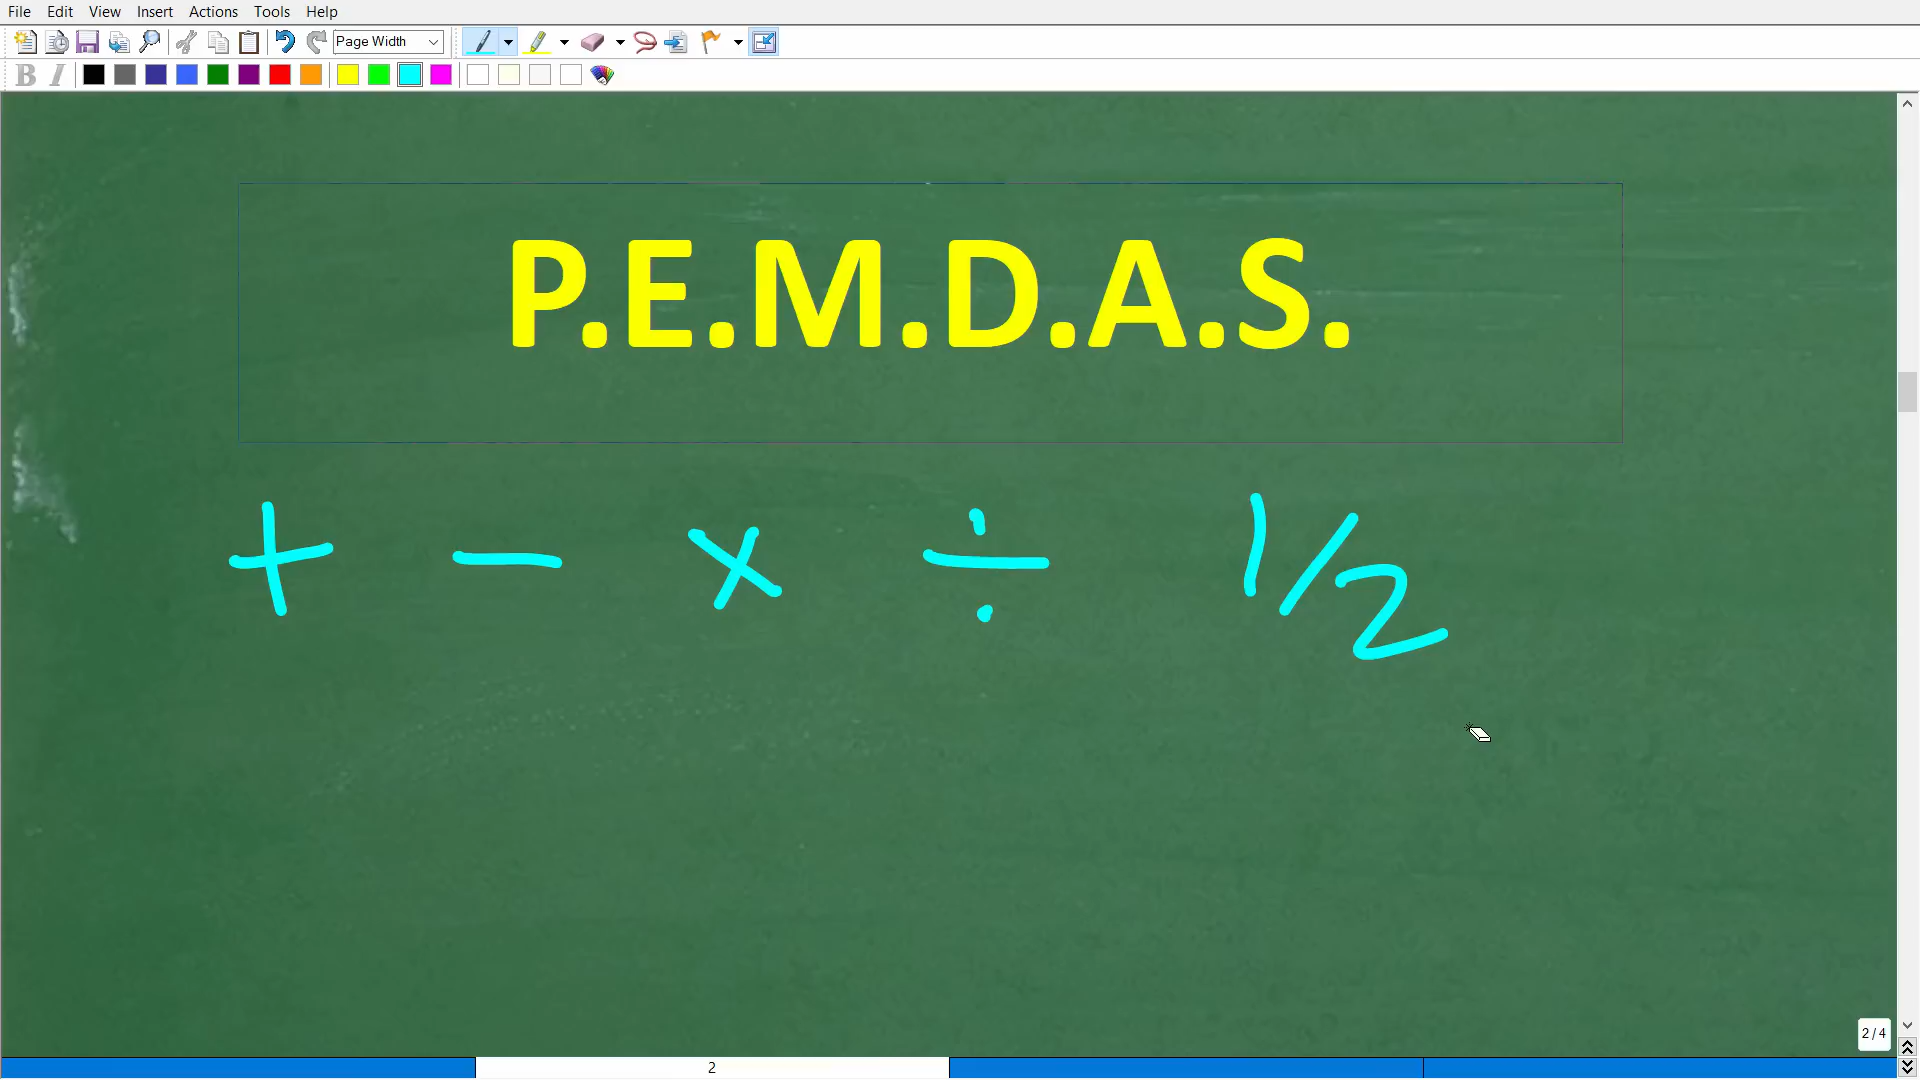 File Edit View Insert Actions Tools Help
Page Width
B I
P.E.M.D.A.S.
+ − × ÷ 1/2
2 / 4
2